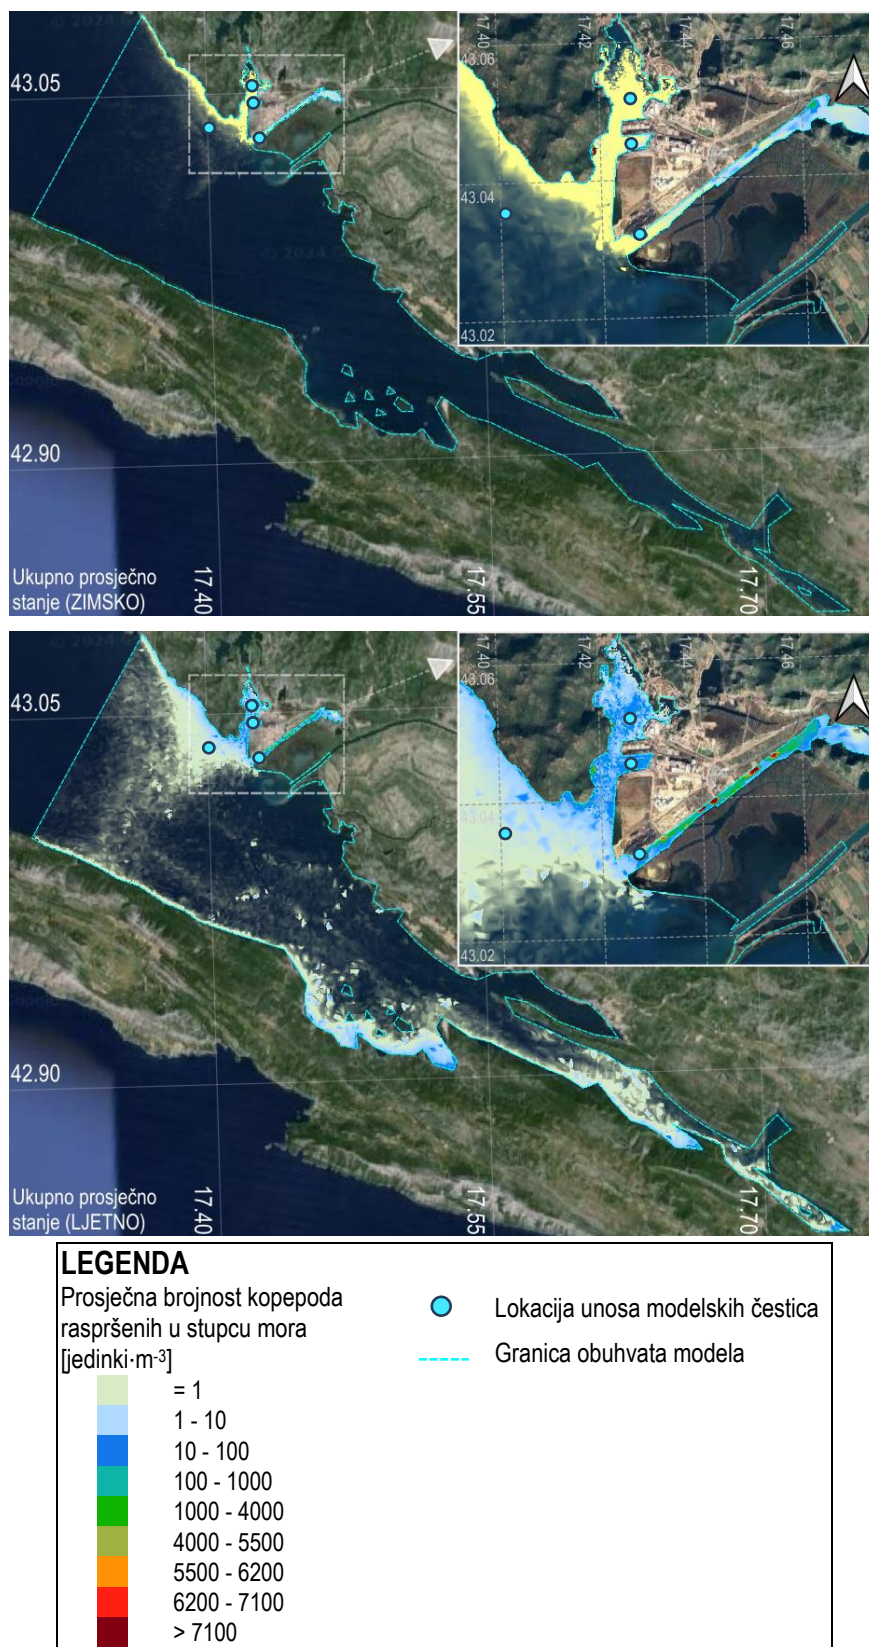 © 2024 G
43.05
© 2024 G
42.90
17.40
17.55
17.70
Ukupno prosječno
stanje (ZIMSKO)
17.40
17.42
17.44
17.46
43.06
43.04
43.02
© 2024
43.05
42.90
17.40
17.55
17.70
Ukupno prosječno
stanje (LJETNO)
17.40
17.42
17.44
17.46
43.06
43.04
43.02
LEGENDA
Prosječna brojnost kopepoda
raspršenih u stupcu mora
[jedinki·m-3]
= 1
1 - 10
10 - 100
100 - 1000
1000 - 4000
4000 - 5500
5500 - 6200
6200 - 7100
> 7100
Lokacija unosa modelskih čestica
Granica obuhvata modela